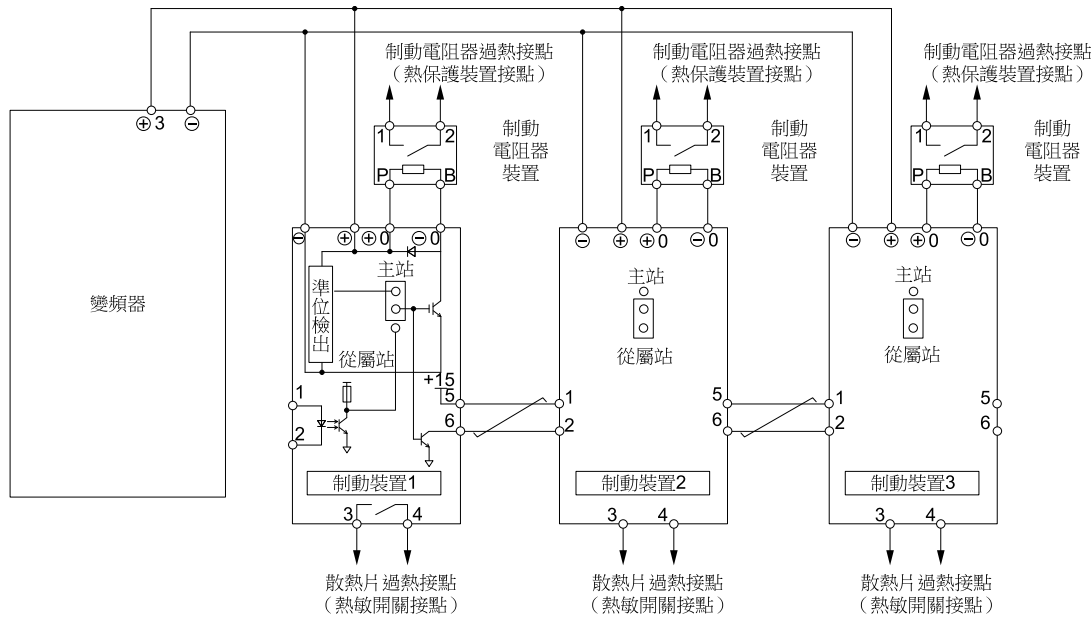 制動電阻器過熱接點
（熱保護裝置接點）
制動電阻器過熱接點
（熱保護裝置接點）
制動電阻器過熱接點
（熱保護裝置接點）
⊕3 ⊖
1 2
制動
電阻器
裝置
P B
1 2
制動
電阻器
裝置
P B
1 2
制動
電阻器
裝置
P B
⊖ ⊕ ⊕0 ⊖0
⊖ ⊕ ⊕0 ⊖0
⊖ ⊕ ⊕0 ⊖0
變頻器
主站
準位檢出
從屬站
+15
1
2
5
6
制動裝置1
3 4
主站
從屬站
1
2
5
6
制動裝置2
3 4
主站
從屬站
1
2
5
6
制動裝置3
3 4
散熱片過熱接點
（熱敏開關接點）
散熱片過熱接點
（熱敏開關接點）
散熱片過熱接點
（熱敏開關接點）